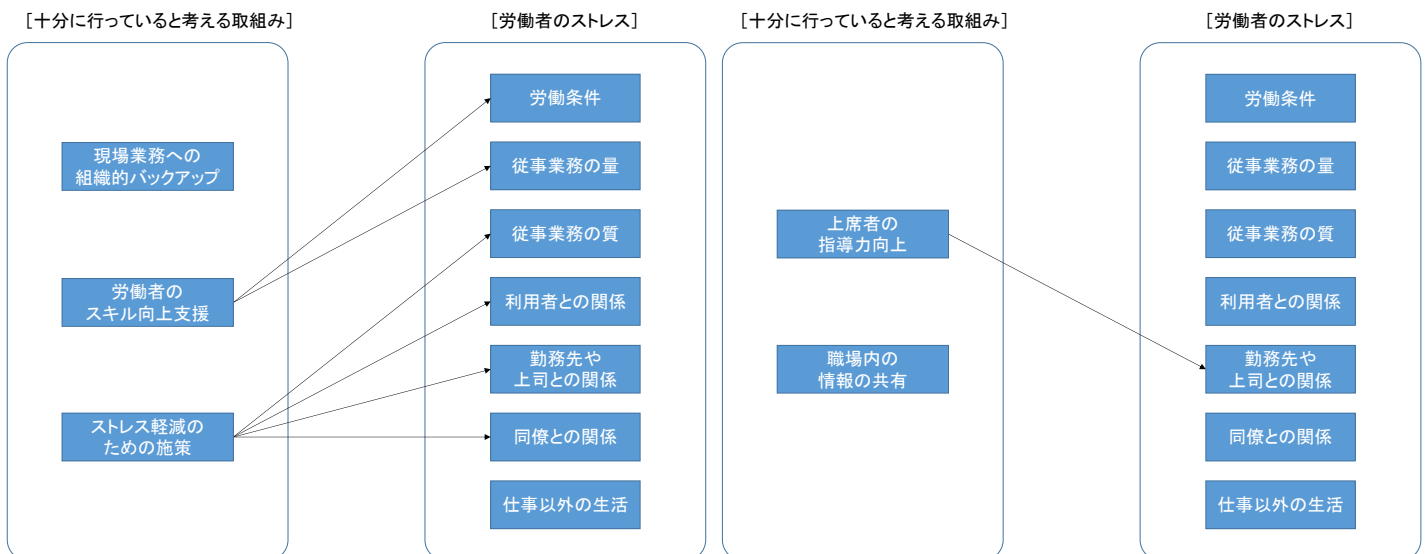 [十分に行っていると考える取組み]
[労働者のストレス]
[十分に行っていると考える取組み]
[労働者のストレス]
現場業務への
組織的バックアップ
労働者の
スキル向上支援
ストレス軽減の
ための施策
労働条件
従事業務の量
従事業務の質
利用者との関係
勤務先や
上司との関係
同僚との関係
仕事以外の生活
上席者の
指導力向上
職場内の
情報の共有
労働条件
従事業務の量
従事業務の質
利用者との関係
勤務先や
上司との関係
同僚との関係
仕事以外の生活